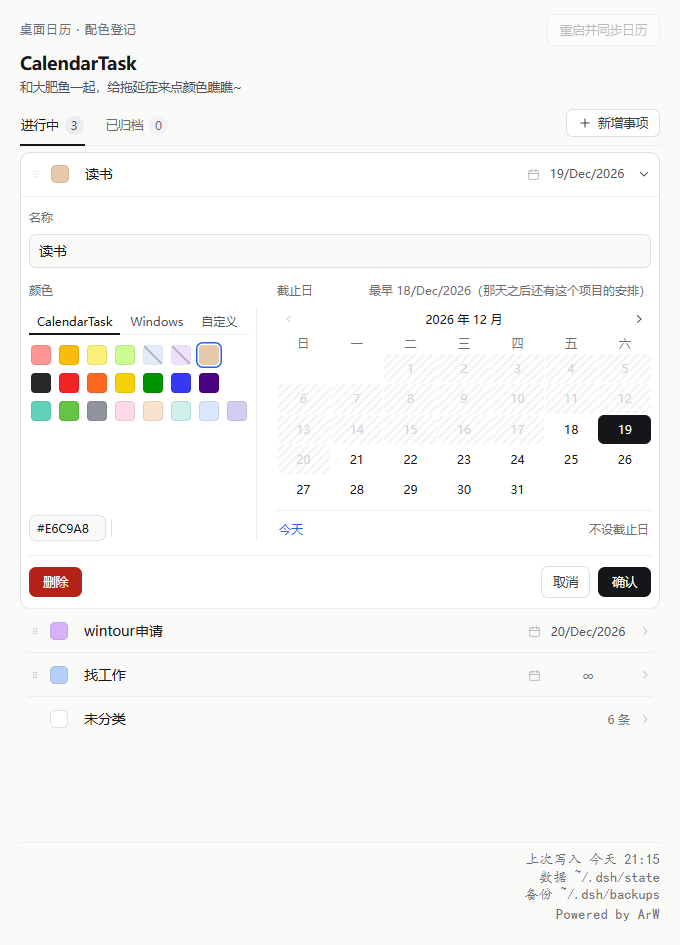 桌面日历 · 配色登记
重启并同步日历
CalendarTask
和大肥鱼一起，给拖延症来点颜色瞧瞧~
进行中 3 已归档 0
+ 新增事项
读书 19/Dec/2026
名称
读书
颜色
CalendarTask Windows 自定义
#E6C9A8
截止日 最早 18/Dec/2026（那天之后还有这个项目的安排）
2026 年 12 月
日 一 二 三 四 五 六
1 2 3 4 5
6 7 8 9 10 11 12
13 14 15 16 17 18 19
20 21 22 23 24 25 26
27 28 29 30 31
今天 不设截止日
删除 取消 确认
wintour申请 20/Dec/2026
找工作 ∞
未分类 6 条
上次写入 今天 21:15
数据 ~/.dsh/state
备份 ~/.dsh/backups
Powered by ArW